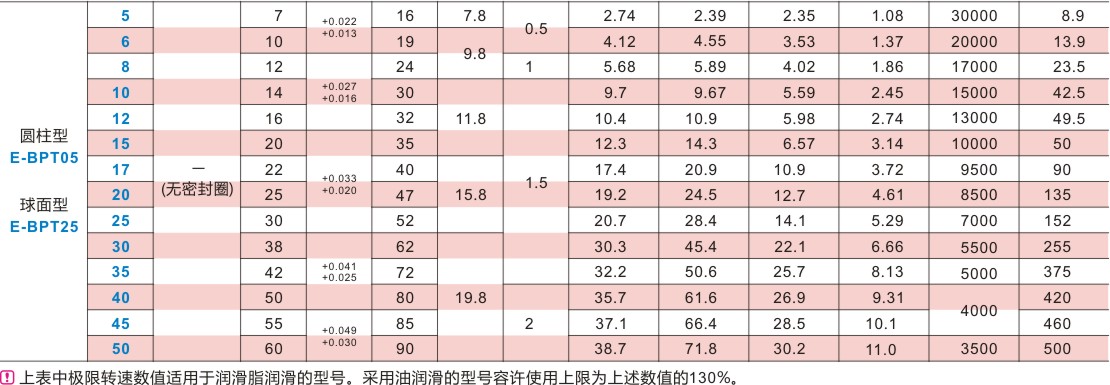 5 7 +0.022 +0.013 16 7.8 0.5 2.74 2.39 2.35 1.08 30000 8.9
6 10 19 9.8 4.12 4.55 3.53 1.37 20000 13.9
8 12 24 1 5.68 5.89 4.02 1.86 17000 23.5
10 14 +0.027 +0.016 30 9.7 9.67 5.59 2.45 15000 42.5
12 16 32 11.8 10.4 10.9 5.98 2.74 13000 49.5
圆柱型
E-BPT05
15 20 35 12.3 14.3 6.57 3.14 10000 50
17 — 22 +0.033 +0.020 40 1.5 17.4 20.9 10.9 3.72 9500 90
球面型
E-BPT25
20 (无密封圈) 25 47 15.8 19.2 24.5 12.7 4.61 8500 135
25 30 52 20.7 28.4 14.1 5.29 7000 152
30 38 62 30.3 45.4 22.1 6.66 5500 255
35 42 +0.041 +0.025 72 32.2 50.6 25.7 8.13 5000 375
40 50 80 19.8 35.7 61.6 26.9 9.31 4000 420
45 55 +0.049 +0.030 85 2 37.1 66.4 28.5 10.1 460
50 60 90 38.7 71.8 30.2 11.0 3500 500
! 上表中极限转速数值适用于润滑脂润滑的型号。采用油润滑的型号容许使用上限为上述数值的130%。